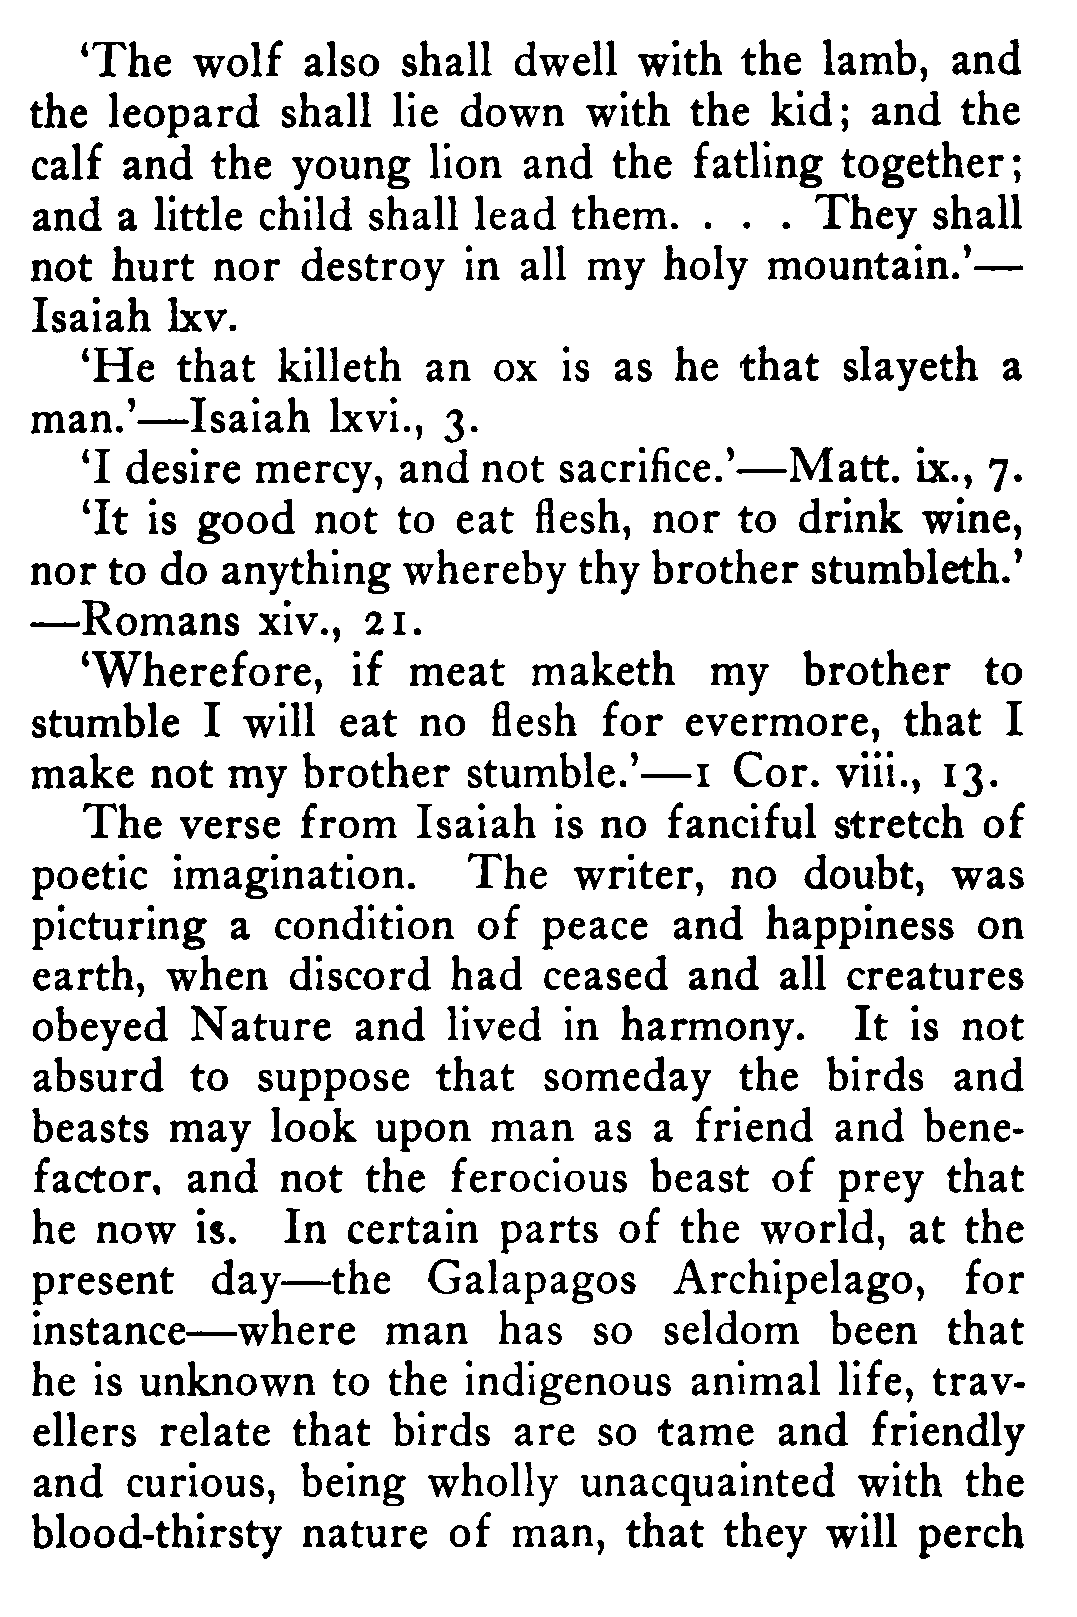 ‘The wolf also shall dwell with the lamb, and
the leopard shall lie down with the kid; and the
calf and the young lion and the fatling together;
and a little child shall lead them. . . . They shall
not hurt nor destroy in all my holy mountain.’—
Isaiah lxv.
‘He that killeth an ox is as he that slayeth a
man.’—Isaiah lxvi., 3.
‘I desire mercy, and not sacrifice.’—Matt. ix., 7.
‘It is good not to eat flesh, nor to drink wine,
nor to do anything whereby thy brother stumbleth.’
—Romans xiv., 21.
‘Wherefore, if meat maketh my brother to
stumble I will eat no flesh for evermore, that I
make not my brother stumble.’—1 Cor. viii., 13.
The verse from Isaiah is no fanciful stretch of
poetic imagination. The writer, no doubt, was
picturing a condition of peace and happiness on
earth, when discord had ceased and all creatures
obeyed Nature and lived in harmony. It is not
absurd to suppose that someday the birds and
beasts may look upon man as a friend and bene-
factor, and not the ferocious beast of prey that
he now is. In certain parts of the world, at the
present day—the Galapagos Archipelago, for
instance—where man has so seldom been that
he is unknown to the indigenous animal life, trav-
ellers relate that birds are so tame and friendly
and curious, being wholly unacquainted with the
blood-thirsty nature of man, that they will perch